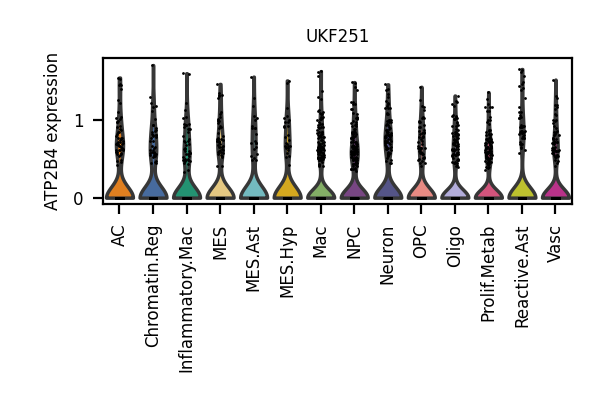 UKF251
ATP2B4 expression
1
0
AC
Chromatin.Reg
Inflammatory.Mac
MES
MES.Ast
MES.Hyp
Mac
NPC
Neuron
OPC
Oligo
Prolif.Metab
Reactive.Ast
Vasc